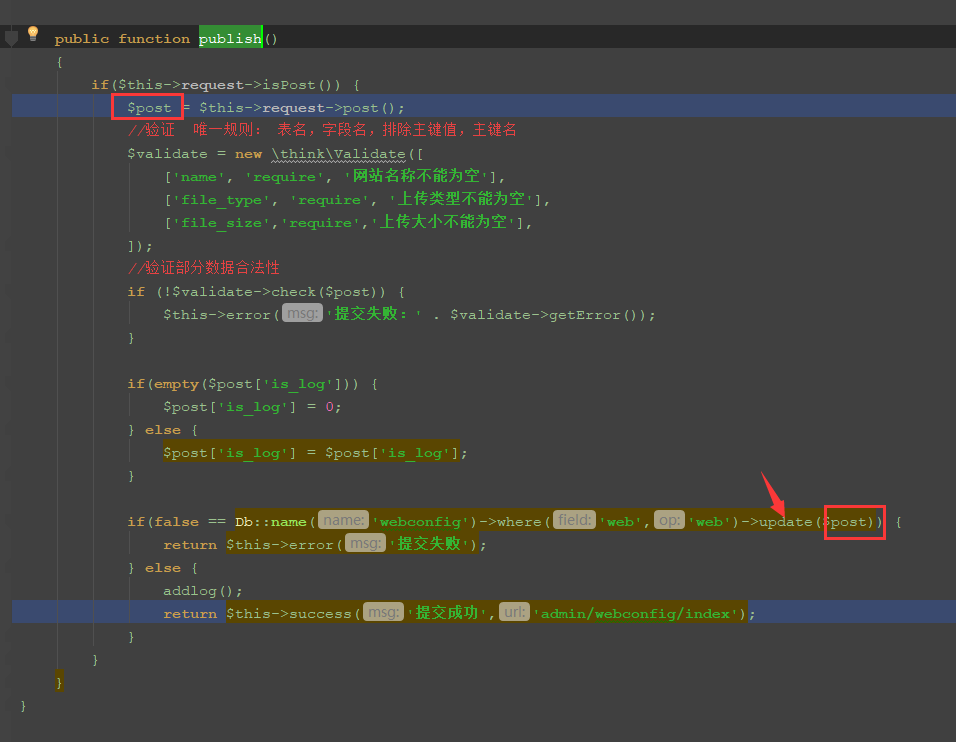 public function publish()
{
if($this->request->isPost()) {
$post = $this->request->post();
//验证  唯一规则： 表名，字段名，排除主键值，主键名
$validate = new \think\Validate([
['name', 'require', '网站名称不能为空'],
['file_type', 'require', '上传类型不能为空'],
['file_size','require','上传大小不能为空'],
]);
//验证部分数据合法性
if (!$validate->check($post)) {
$this->error( msg: '提交失败：' . $validate->getError());
}
if(empty($post['is_log'])) {
$post['is_log'] = 0;
} else {
$post['is_log'] = $post['is_log'];
}
if(false == Db::name( name: 'webconfig')->where( field: 'web', op: 'web')->update($post)) {
return $this->error( msg: '提交失败');
} else {
addlog();
return $this->success( msg: '提交成功', url: 'admin/webconfig/index');
}
}
}
}